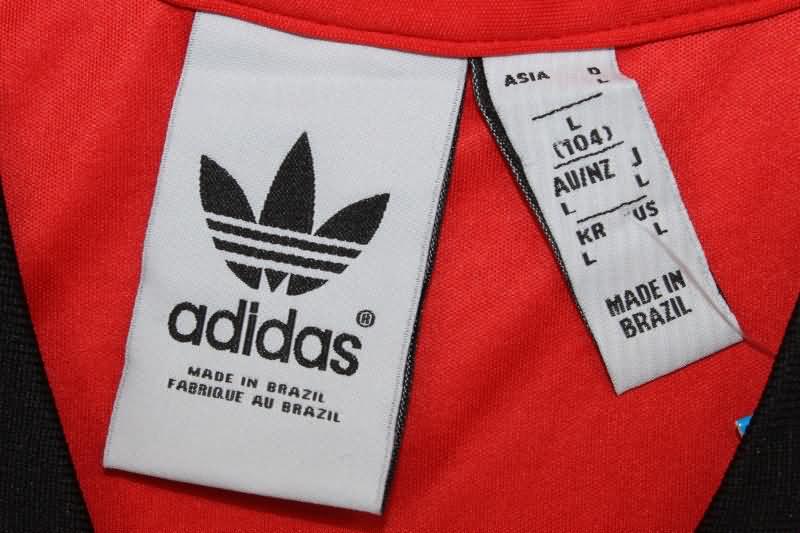 adidas®
MADE IN BRAZIL
FABRIQUE AU BRAZIL
ASIA D
L
L
(104)
AU/NZ J
L L
KR US
L L
MADE IN
BRAZIL